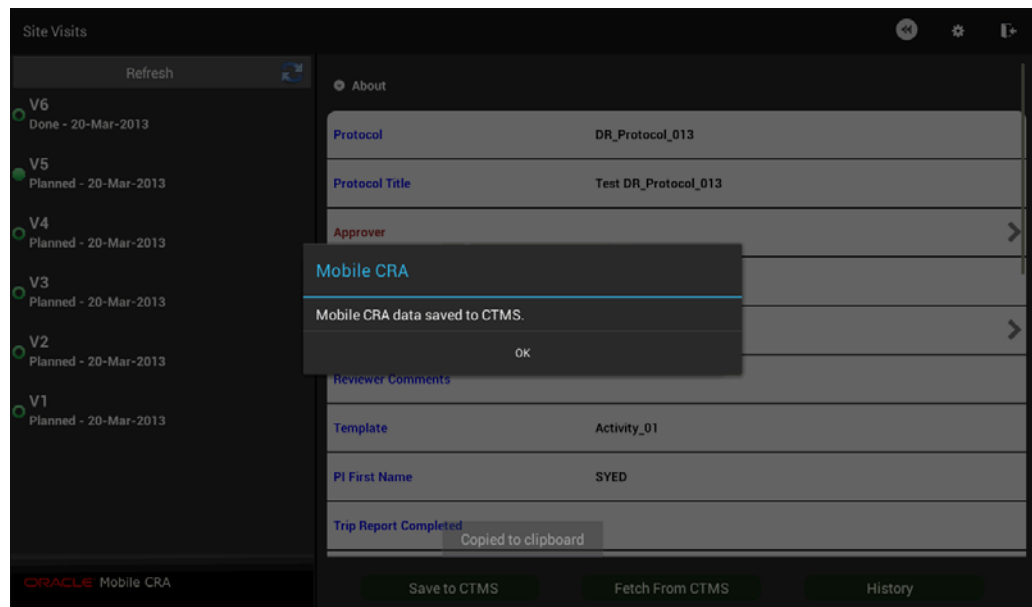 Site Visits
Refresh
V6
Done - 20-Mar-2013
V5
Planned - 20-Mar-2013
V4
Planned - 20-Mar-2013
V3
Planned - 20-Mar-2013
V2
Planned - 20-Mar-2013
V1
Planned - 20-Mar-2013
ORACLE Mobile CRA
About
Protocol DR_Protocol_013
Protocol Title Test DR_Protocol_013
Approver
Mobile CRA
Mobile CRA data saved to CTMS.
OK
Reviewer Comments
Template Activity_01
PI First Name SYED
Trip Report Completed
Copied to clipboard
Save to CTMS Fetch From CTMS History